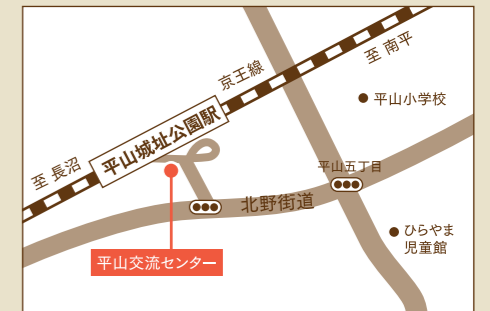 京王線
至 南平
平山小学校
平山城址公園駅
至 長沼
平山五丁目
北野街道
ひらやま
児童館
平山交流センター